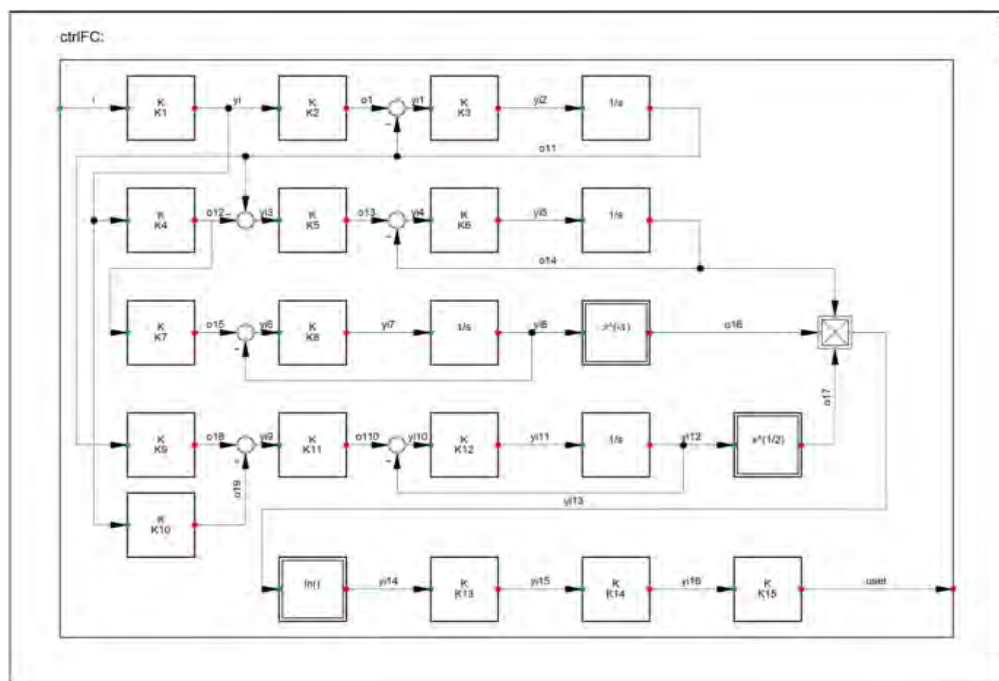 ctrlFC:
i
K
K1
yi
K
K2
o1
yi1
K
K3
yi2
1/s
o11
K
K4
o12
yi3
K
K5
o13
yi4
K
K6
yi5
1/s
o14
K
K7
o15
yi6
K
K8
yi7
1/s
yi8
o16
o17
K
K9
o18
yi9
K
K11
o110
yi10
K
K12
yi11
1/s
yi12
x^(1/2)
o19
K
K10
yi13
ln()
yi14
K
K13
yi15
K
K14
yi16
K
K15
uset